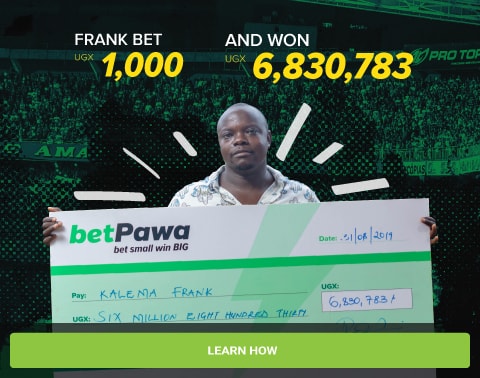 FRANK BET
UGX 1,000
AND WON
UGX 6,830,783
PRO TOP
AMA
betPawa
bet small win BIG
Date: 31/08/2019
Pay: KALEMA FRANK
UGX:
6,830,783/
UGX: SIX MILLION EIGHT HUNDRED THIRTY
LEARN HOW